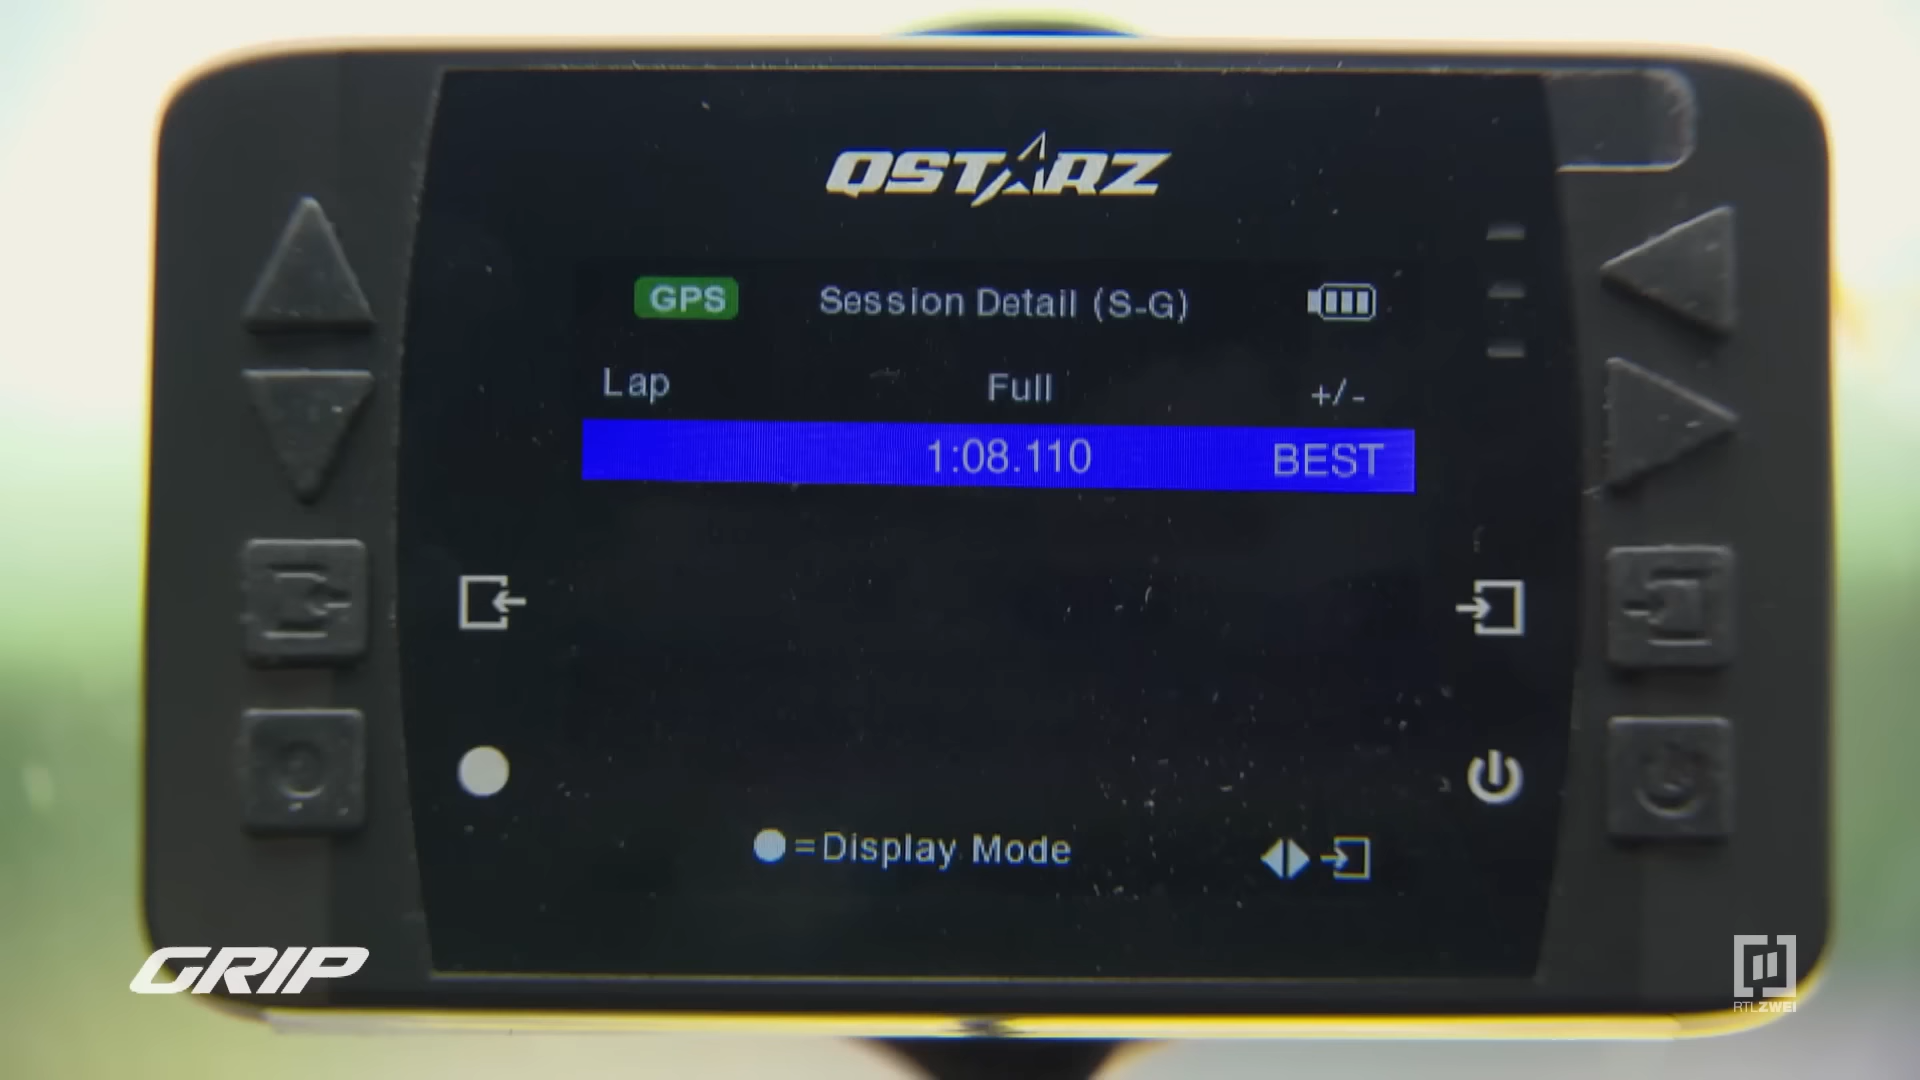 QSTARZ
GPS Session Detail (S-G)
Lap Full +/-
1:08.110 BEST
=Display Mode
GRIP
RTLZWEI